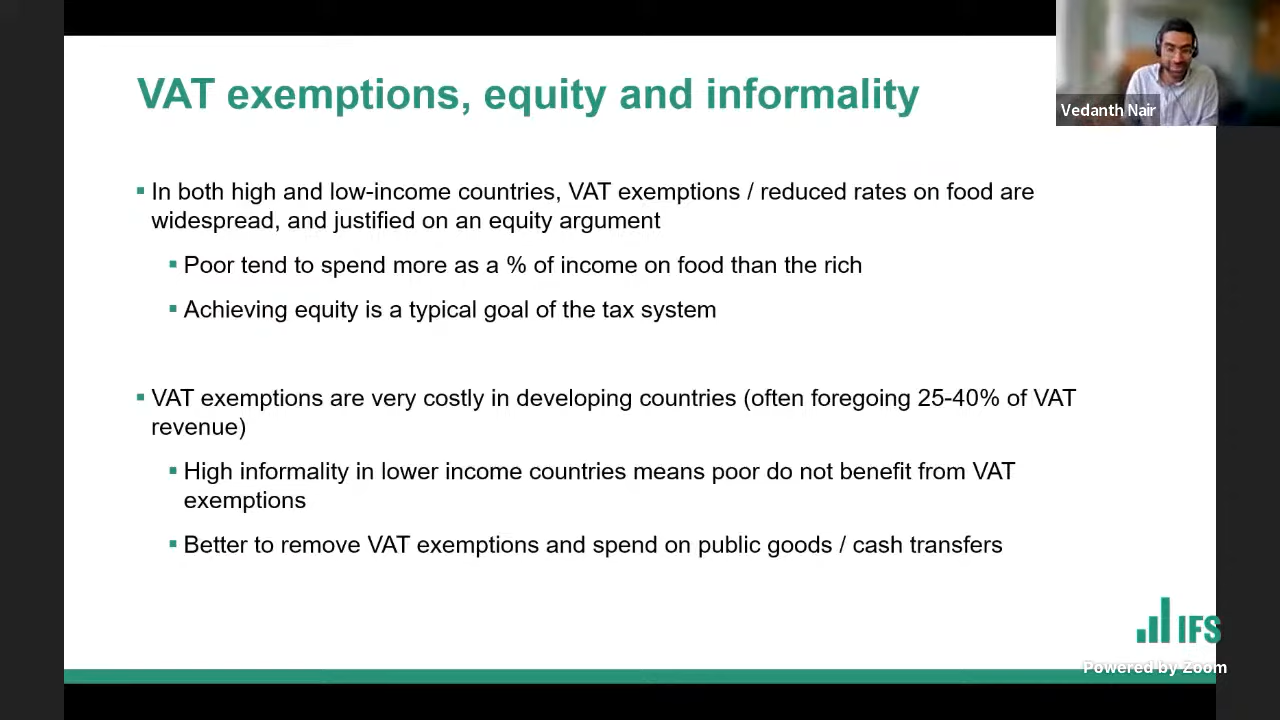 VAT exemptions, equity and informality
Vedanth Nair
▪ In both high and low-income countries, VAT exemptions / reduced rates on food are
widespread, and justified on an equity argument
▪ Poor tend to spend more as a % of income on food than the rich
▪ Achieving equity is a typical goal of the tax system
▪ VAT exemptions are very costly in developing countries (often foregoing 25-40% of VAT
revenue)
▪ High informality in lower income countries means poor do not benefit from VAT
exemptions
▪ Better to remove VAT exemptions and spend on public goods / cash transfers
IFS
Powered by Zoom